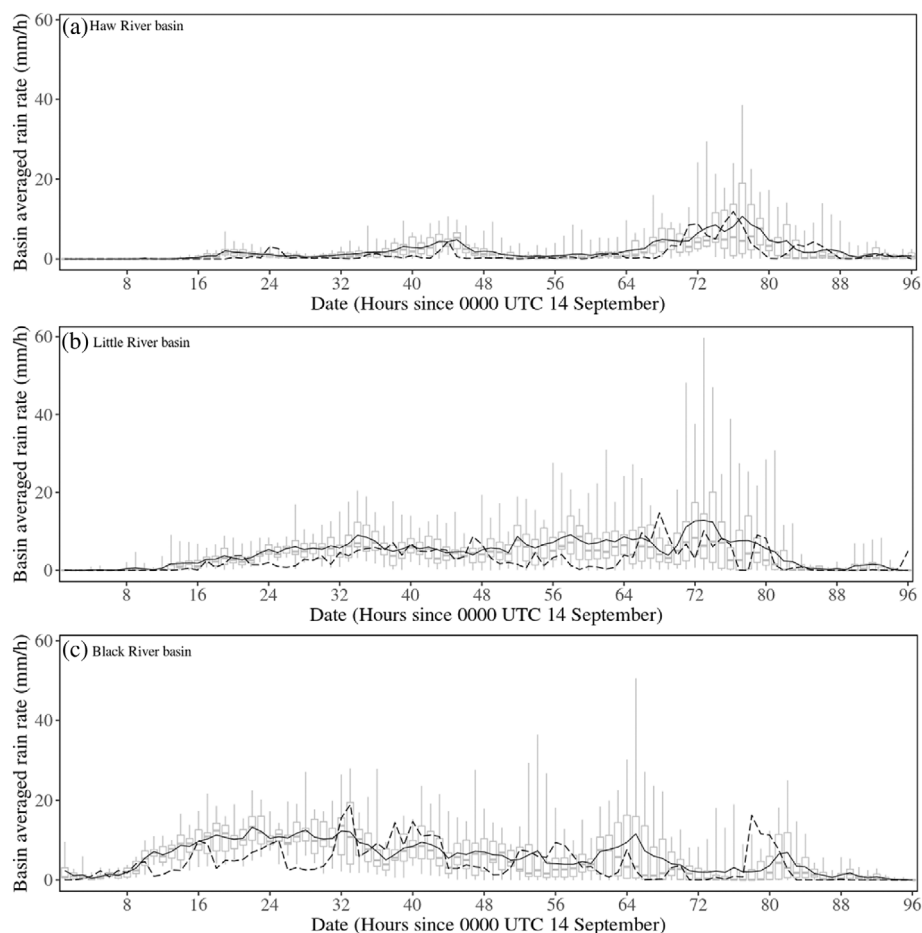 (a) Haw River basin
Basin averaged rain rate (mm/h)
60
40
20
0
8 16 24 32 40 48 56 64 72 80 88 96
Date (Hours since 0000 UTC 14 September)
(b) Little River basin
Basin averaged rain rate (mm/h)
60
40
20
0
8 16 24 32 40 48 56 64 72 80 88 96
Date (Hours since 0000 UTC 14 September)
(c) Black River basin
Basin averaged rain rate (mm/h)
60
40
20
0
8 16 24 32 40 48 56 64 72 80 88 96
Date (Hours since 0000 UTC 14 September)